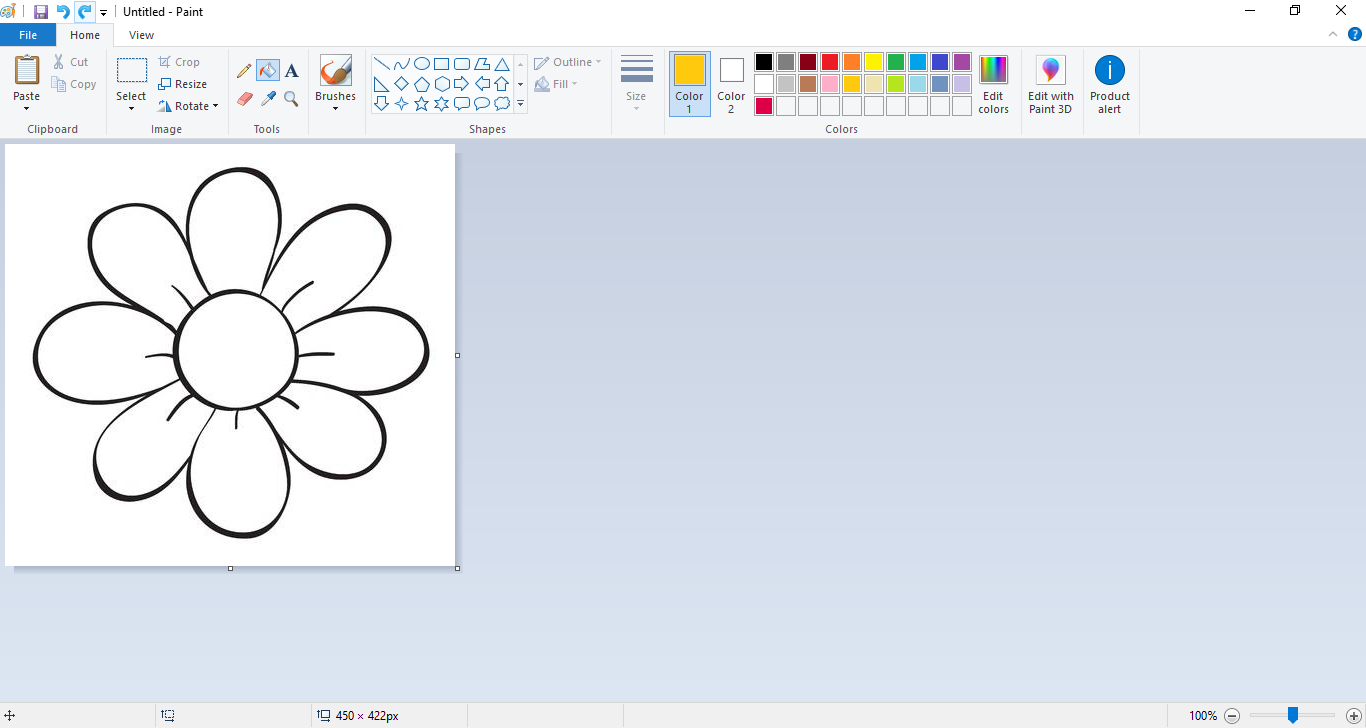 Untitled - Paint
File
Home
View
Paste
Cut
Copy
Clipboard
Select
Crop
Resize
Rotate
Image
A
Tools
Brushes
Outline
Fill
Shapes
Size
Color
1
Color
2
Edit
colors
Colors
Edit with
Paint 3D
Product
alert
450 × 422px
100%